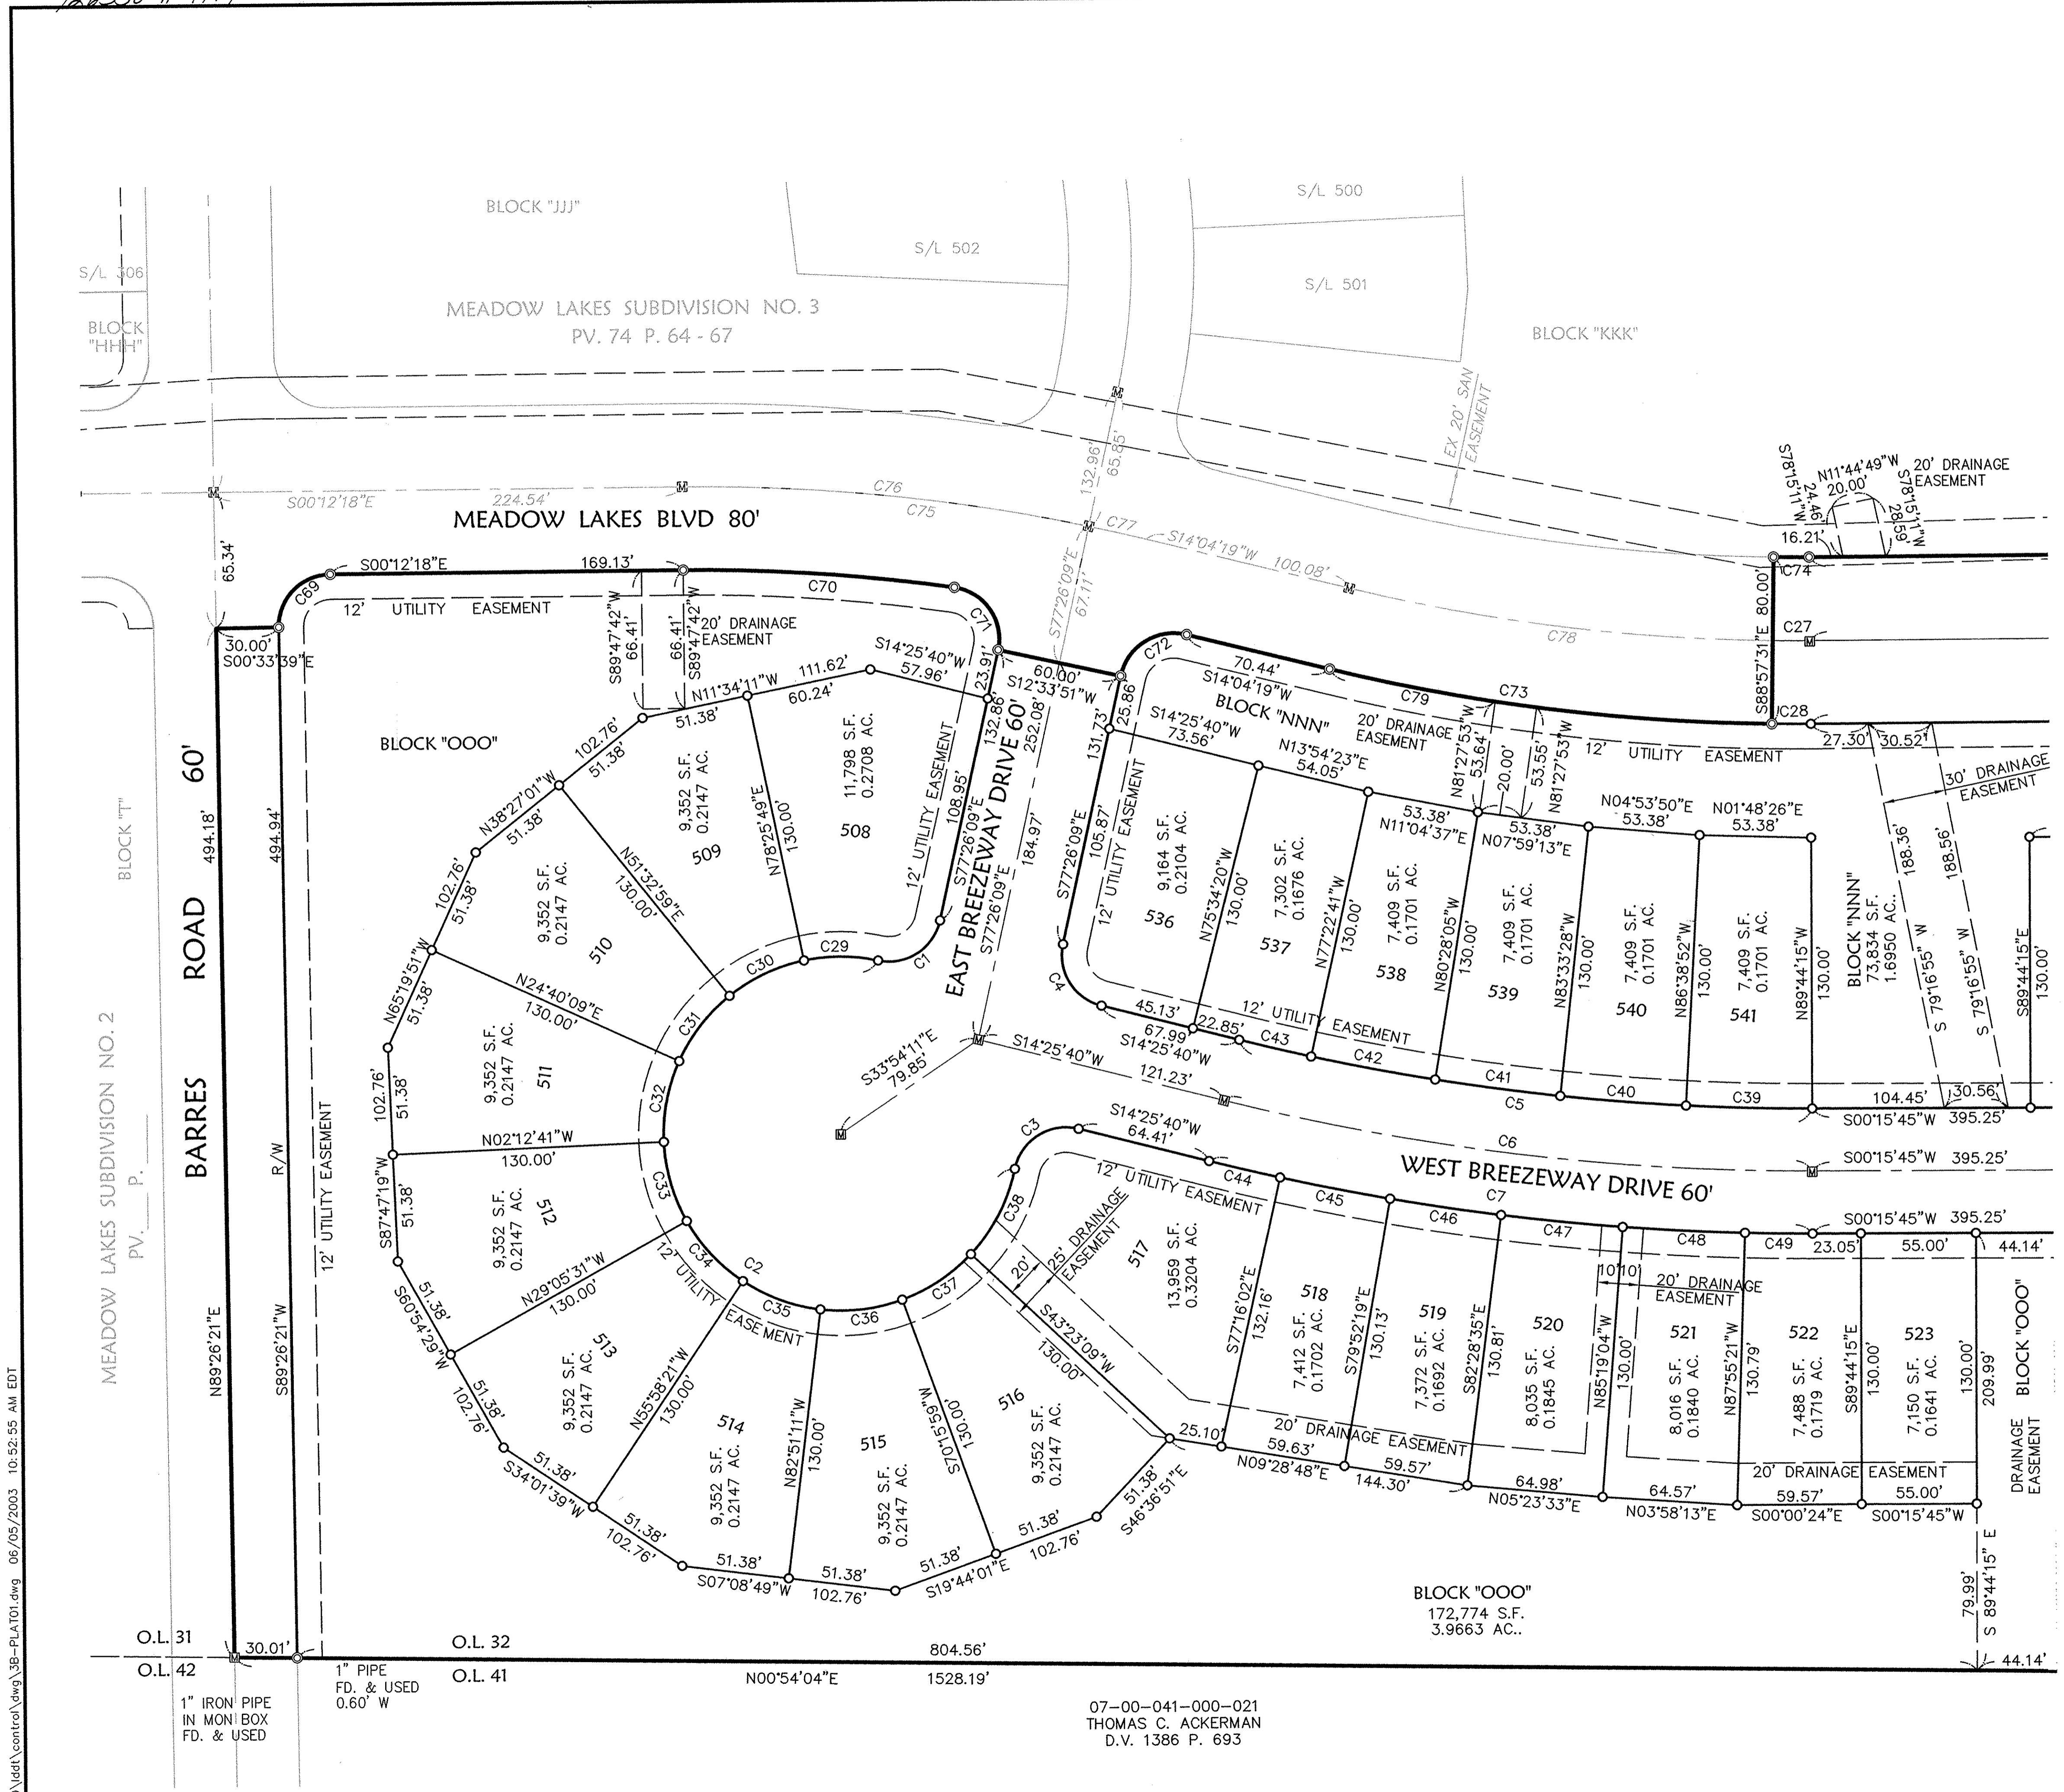 BLOCK "JJJ"
S/L 500
S/L 502
S/L 501
S/L 306
BLOCK
"HHH"
MEADOW LAKES SUBDIVISION NO. 3
PV. 74 P. 64 - 67
BLOCK "KKK"
EX 20' SAN
EASEMENT
132.96'
65.85'
S78°15'11"W
24.46'
N11°44'49"W
20.00'
20' DRAINAGE
EASEMENT
S78°15'11"W
28.59'
16.21'
S00°12'18"E
224.54'
C76
C75
C77
MEADOW LAKES BLVD 80'
S14°04'19"W
100.08'
C78
65.34'
S00°12'18"E
169.13'
C69
C70
C71
C72
C74
S88°57'31"E 80.00'
C27
C28
12' UTILITY EASEMENT
S89°47'42"W
66.41'
66.41'
S89°47'42"W
20' DRAINAGE
EASEMENT
S77°26'09"E
67.11'
30.00'
S00°33'39"E
111.62'
S14°25'40"W
57.96'
23.91'
60.00'
S12°33'51"W
70.44'
S14°04'19"W
C79
C73
BLOCK "NNN"
20' DRAINAGE
EASEMENT
12' UTILITY EASEMENT
27.30'
30.52'
30' DRAINAGE
EASEMENT
N11°34'11"W
60.24'
51.38'
132.86'
252.08'
131.73'
25.86
S14°25'40"W
73.56'
N13°54'23"E
54.05'
N81°27'53"W
53.64'
20.00'
53.55'
N81°27'53"W
53.38'
N11°04'37"E
53.38'
N07°59'13"E
N04°53'50"E
53.38'
N01°48'26"E
53.38'
BLOCK "OOO"
102.76'
51.38'
N38°27'01"W
51.38'
9,352 S.F.
0.2147 AC.
509
N78°25'49"E
130.00'
11,798 S.F.
0.2708 AC.
508
12' UTILITY EASEMENT
108.95'
S77°26'09"E
EAST BREEZEWAY DRIVE 60'
184.97'
S77°26'09"E
S77°26'09"E
105.87'
12' UTILITY EASEMENT
9,164 S.F.
0.2104 AC.
536
N75°34'20"W
130.00'
7,302 S.F.
0.1676 AC.
537
N77°22'41"W
130.00'
7,409 S.F.
0.1701 AC.
538
N80°28'05"W
130.00'
7,409 S.F.
0.1701 AC.
539
N83°33'28"W
130.00'
7,409 S.F.
0.1701 AC.
540
N86°38'52"W
130.00'
7,409 S.F.
0.1701 AC.
541
N89°44'15"W
130.00'
BLOCK "NNN"
73,834 S.F.
1.6950 AC..
188.36'
S 79°16'55" W
188.56'
S 79°16'55" W
S89°44'15"E
130.00'
BARRES ROAD 60'
494.18'
494.94'
BLOCK "T"
102.76'
51.38'
9,352 S.F.
0.2147 AC.
510
N51°32'59"E
130.00'
N65°19'51"W
51.38'
N24°40'09"E
130.00'
C29
C30
C31
C1
C4
45.13'
22.85'
67.99'
S14°25'40"W
C43
12' UTILITY EASEMENT
C42
C41
C5
C40
C39
104.45'
30.56'
S00°15'45"W 395.25'
S14°25'40"W
121.23'
S33°54'11"E
79.85'
C6
S00°15'45"W 395.25'
WEST BREEZEWAY DRIVE 60'
102.76'
51.38'
9,352 S.F.
0.2147 AC.
511
C32
N02°12'41"W
130.00'
S87°47'19"W
51.38'
9,352 S.F.
0.2147 AC.
512
C33
C34
C2
N29°05'31"W
130.00'
12' UTILITY EASEMENT
C35
C36
C37
C38
C3
S14°25'40"W
64.41'
12' UTILITY EASEMENT
C44
C45
C46
C7
C47
C48
C49
S00°15'45"W 395.25'
23.05'
55.00'
44.14'
MEADOW LAKES SUBDIVISION NO. 2
PV. ___ P. ___
R/W
12' UTILITY EASEMENT
N89°26'21"E
S89°26'21"W
S60°54'29"W
51.38'
51.38'
102.76'
513
9,352 S.F.
0.2147 AC.
N55°58'21"W
130.00'
514
9,352 S.F.
0.2147 AC.
N82°51'11"W
130.00'
515
9,352 S.F.
0.2147 AC.
S70°15'59"W
130.00'
516
9,352 S.F.
0.2147 AC.
20'
25' DRAINAGE
EASEMENT
S43°23'09"W
130.00'
517
13,959 S.F.
0.3204 AC.
S77°16'02"E
132.16'
518
7,412 S.F.
0.1702 AC.
S79°52'19"E
130.13'
519
7,372 S.F.
0.1692 AC.
S82°28'35"E
130.81'
520
8,035 S.F.
0.1845 AC.
10'
10'
20' DRAINAGE
EASEMENT
N85°19'04"W
130.00'
521
8,016 S.F.
0.1840 AC.
N87°55'21"W
130.79'
522
7,488 S.F.
0.1719 AC.
S89°44'15"E
130.00'
523
7,150 S.F.
0.1641 AC.
130.00'
209.99'
BLOCK "OOO"
DRAINAGE
EASEMENT
51.38'
S34°01'39"W
51.38'
102.76'
51.38'
S07°08'49"W
51.38'
102.76'
51.38'
S19°44'01"E
51.38'
102.76'
51.38'
S46°36'51"E
25.10'
20' DRAINAGE EASEMENT
59.63'
N09°28'48"E
59.57'
144.30'
64.98'
N05°23'33"E
64.57'
N03°58'13"E
20' DRAINAGE EASEMENT
59.57'
55.00'
S00°00'24"E
S00°15'45"W
79.99'
S 89°44'15" E
BLOCK "OOO"
172,774 S.F.
3.9663 AC..
44.14'
O.L. 31
30.01'
O.L. 32
804.56'
O.L. 42
O.L. 41
N00°54'04"E
1528.19'
1" PIPE
FD. & USED
0.60' W
1" IRON PIPE
IN MON BOX
FD. & USED
07-00-041-000-021
THOMAS C. ACKERMAN
D.V. 1386 P. 693
\lddt\control\dwg\3B-PLAT01.dwg 06/05/2003 10:52:55 AM EDT